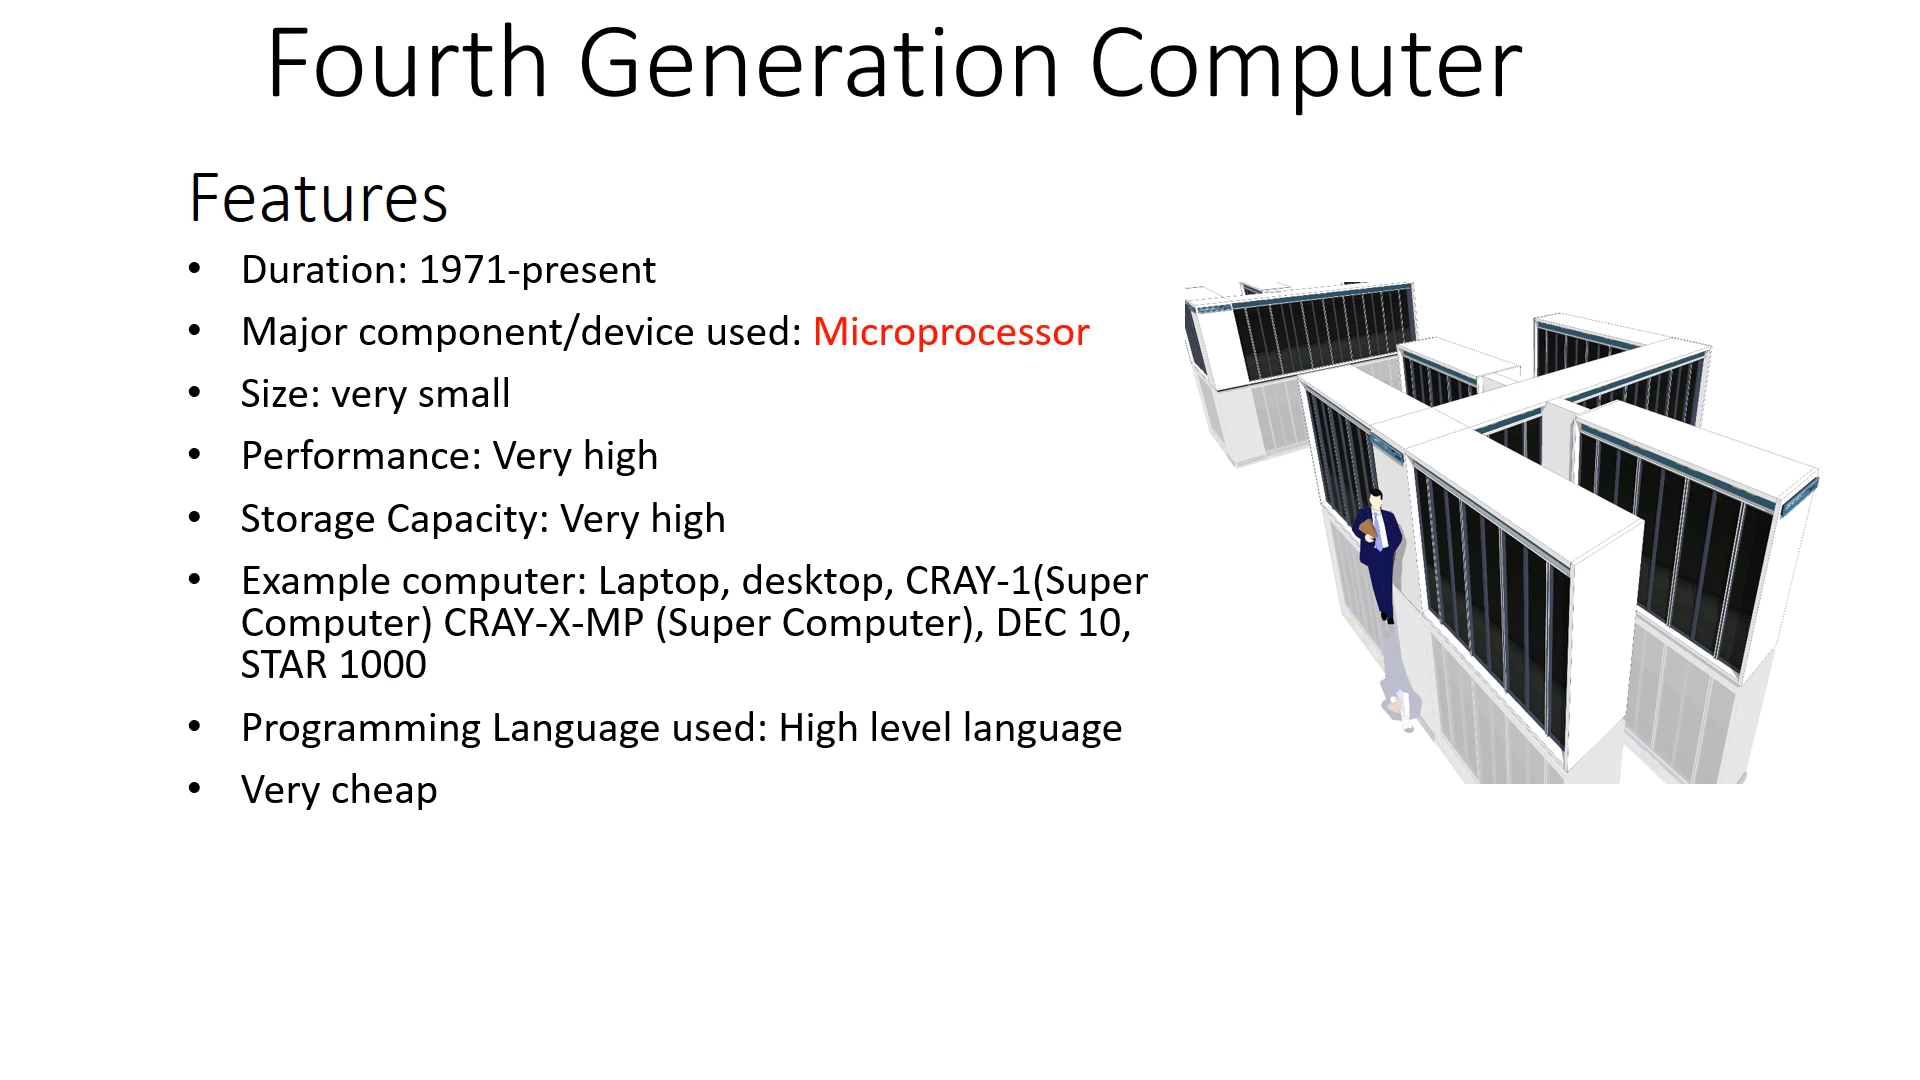 Fourth Generation Computer
Features
• Duration: 1971-present
• Major component/device used: Microprocessor
• Size: very small
• Performance: Very high
• Storage Capacity: Very high
• Example computer: Laptop, desktop, CRAY-1(Super
Computer) CRAY-X-MP (Super Computer), DEC 10,
STAR 1000
• Programming Language used: High level language
• Very cheap